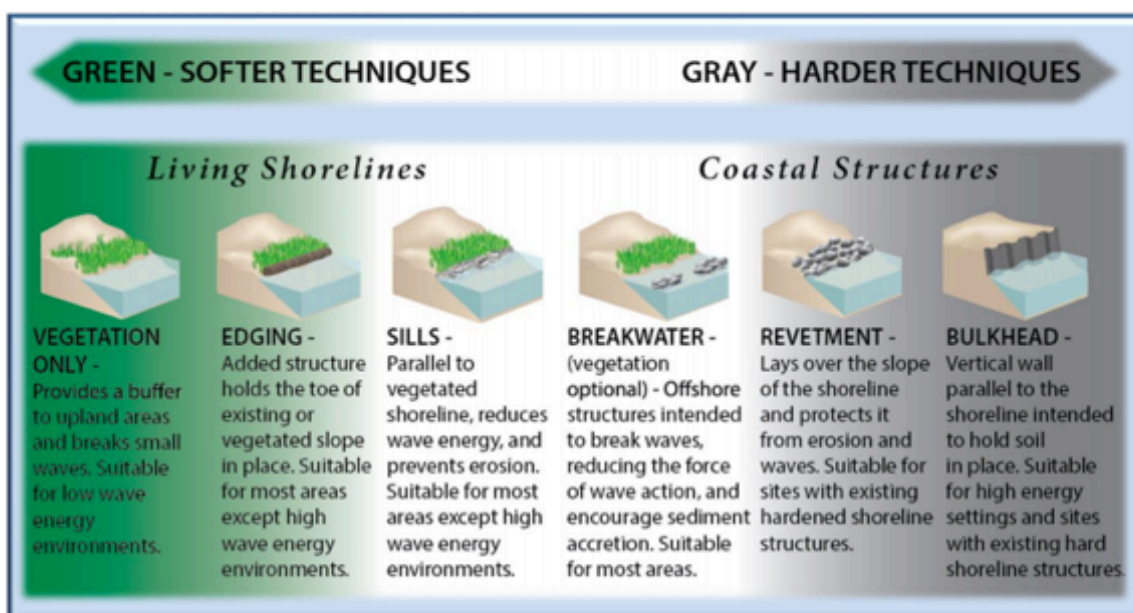 GREEN - SOFTER TECHNIQUES
GRAY - HARDER TECHNIQUES
Living Shorelines
Coastal Structures
VEGETATION
ONLY -
Provides a buffer
to upland areas
and breaks small
waves. Suitable
for low wave
energy
environments.
EDGING -
Added structure
holds the toe of
existing or
vegetated slope
in place. Suitable
for most areas
except high
wave energy
environments.
SILLS -
Parallel to
vegetated
shoreline, reduces
wave energy, and
prevents erosion.
Suitable for most
areas except high
wave energy
environments.
BREAKWATER -
(vegetation
optional) - Offshore
structures intended
to break waves,
reducing the force
of wave action, and
encourage sediment
accretion. Suitable
for most areas.
REVETMENT -
Lays over the slope
of the shoreline
and protects it
from erosion and
waves. Suitable for
sites with existing
hardened shoreline
structures.
BULKHEAD -
Vertical wall
parallel to the
shoreline intended
to hold soil
in place. Suitable
for high energy
settings and sites
with existing hard
shoreline structures.